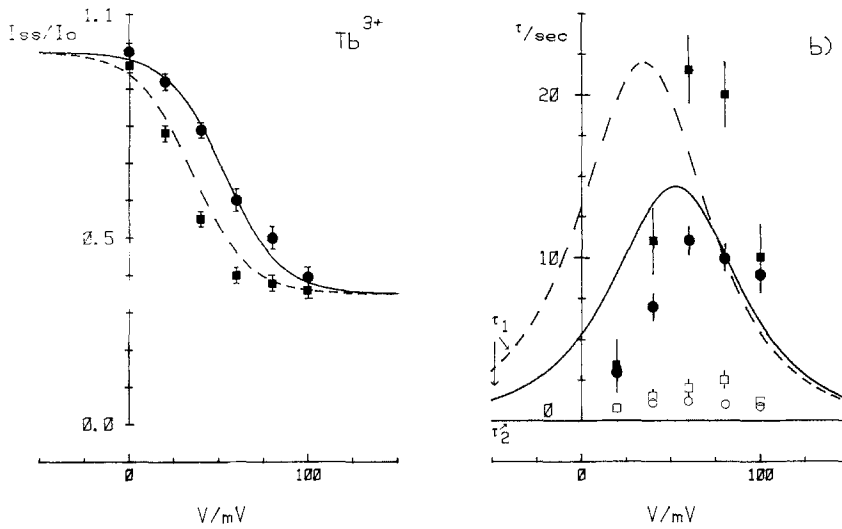 1.1
Iss/Io
Tb3+
0.5
0.0
0
100
V/mV
τ/sec
b)
20
10/
τ1
0
τ2
0
100
V/mV